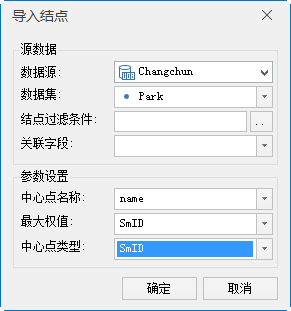 导入结点
源数据
数据源: Changchun
数据集: Park
结点过滤条件: ..
关联字段:
参数设置
中心点名称: name
最大权值: SmID
中心点类型: SmID
确定 取消